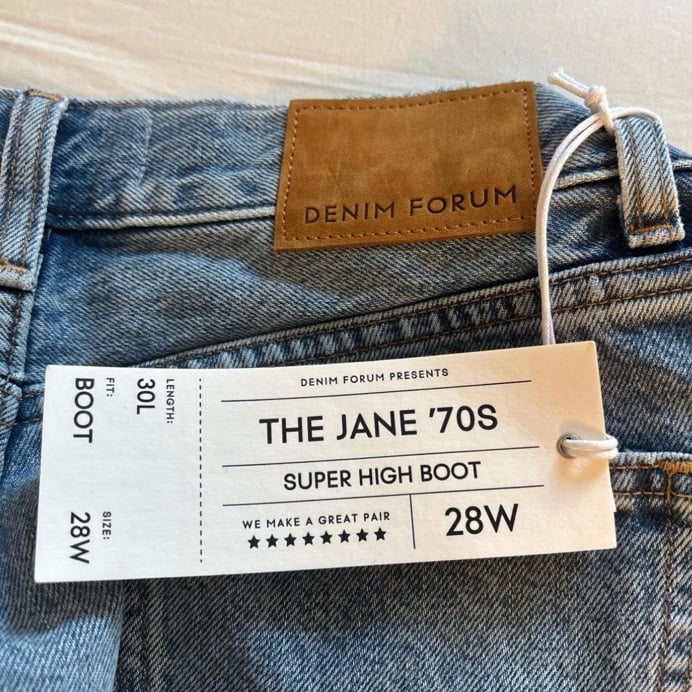 DENIM FORUM
DENIM FORUM PRESENTS
THE JANE '70S
SUPER HIGH BOOT
WE MAKE A GREAT PAIR
★★★★★★★★
28W
LENGTH:
30L
FIT:
BOOT
SIZE:
28W